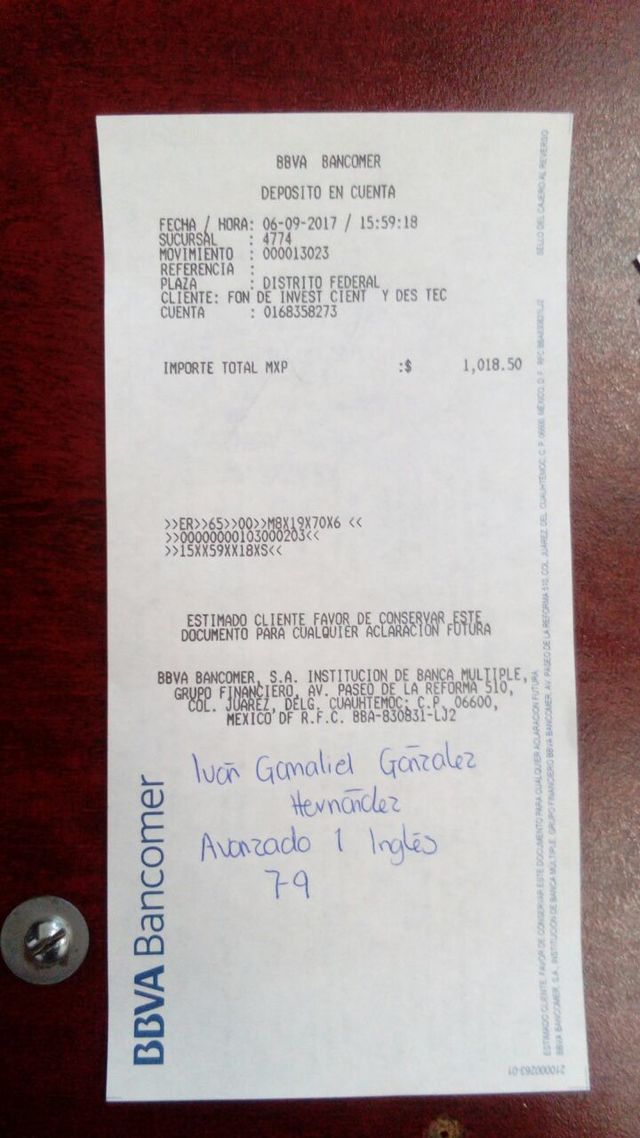 BBVA BANCOMER
DEPOSITO EN CUENTA
FECHA / HORA: 06-09-2017 / 15:59:18
SUCURSAL : 4774
MOVIMIENTO : 000013023
REFERENCIA :
PLAZA : DISTRITO FEDERAL
CLIENTE: FON DE INVEST CIENT Y DES TEC
CUENTA : 0168358273
IMPORTE TOTAL MXP :$ 1,018.50
>>ER>>65>>00>>M8X19X70X6 <<
>>00000000103000203<<
>>15XX59XX18XS<<
ESTIMADO CLIENTE FAVOR DE CONSERVAR ESTE
DOCUMENTO PARA CUALQUIER ACLARACION FUTURA
BBVA BANCOMER, S.A. INSTITUCION DE BANCA MULTIPLE,
GRUPO FINANCIERO, AV. PASEO DE LA REFORMA 510,
COL. JUAREZ, DELG. CUAUHTEMOC; C.P. 06600,
MEXICO DF R.F.C. BBA-830831-LJ2
Iván Gamaliel González
Hernández
Avanzado 1 Inglés
7-9
BBVA Bancomer
SELLO DEL CAJERO AL REVERSO
ESTIMADO CLIENTE, FAVOR DE CONSERVAR ESTE DOCUMENTO PARA CUALQUIER ACLARACION FUTURA
BBVA BANCOMER, S.A., INSTITUCION DE BANCA MULTIPLE, GRUPO FINANCIERO BBVA BANCOMER, AV. PASEO DE LA REFORMA 510, COL. JUAREZ, DEL. CUAUHTEMOC, C. P. 06600, MEXICO, D. F.
210000263-01